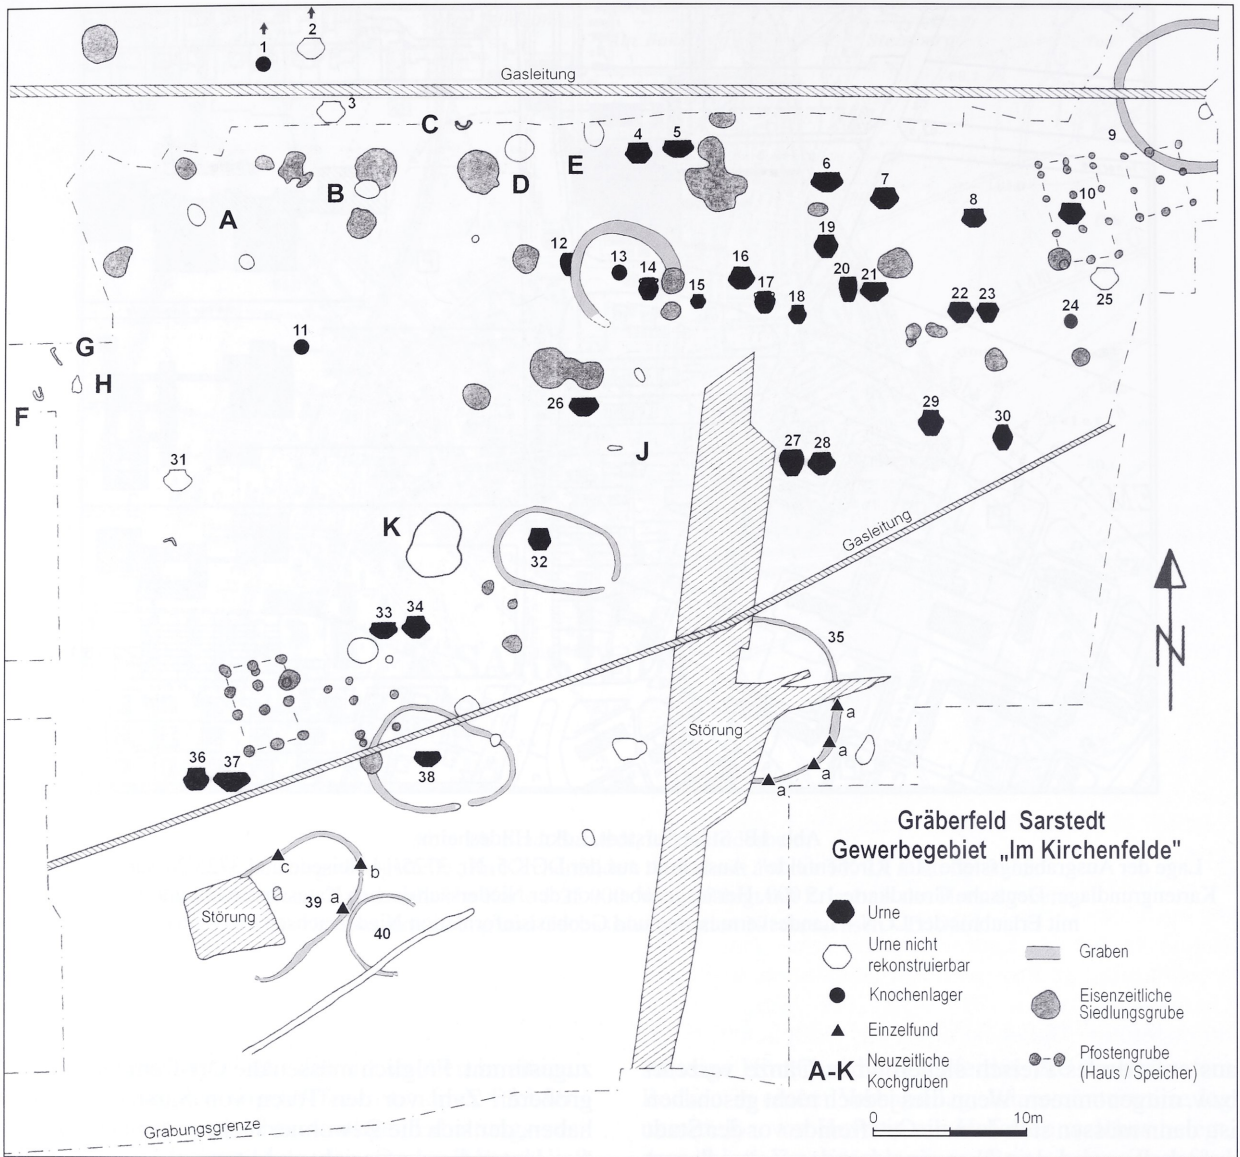 1
2
Gasleitung
3
C
4
5
9
E
D
6
7
B
A
8
10
12
13
14
15
16
17
18
19
20
21
22
23
24
25
11
G
H
F
26
29
30
J
27
28
31
K
32
Gasleitung
33
34
35
a
a
a
a
Störung
36
37
38
c
b
a
39
40
Störung
Gräberfeld Sarstedt
Gewerbegebiet „Im Kirchenfelde"
Urne
Urne nicht
rekonstruierbar
Knochenlager
Einzelfund
A-K Neuzeitliche
Kochgruben
Graben
Eisenzeitliche
Siedlungsgrube
Pfostengrube
(Haus / Speicher)
0 10m
N
Grabungsgrenze